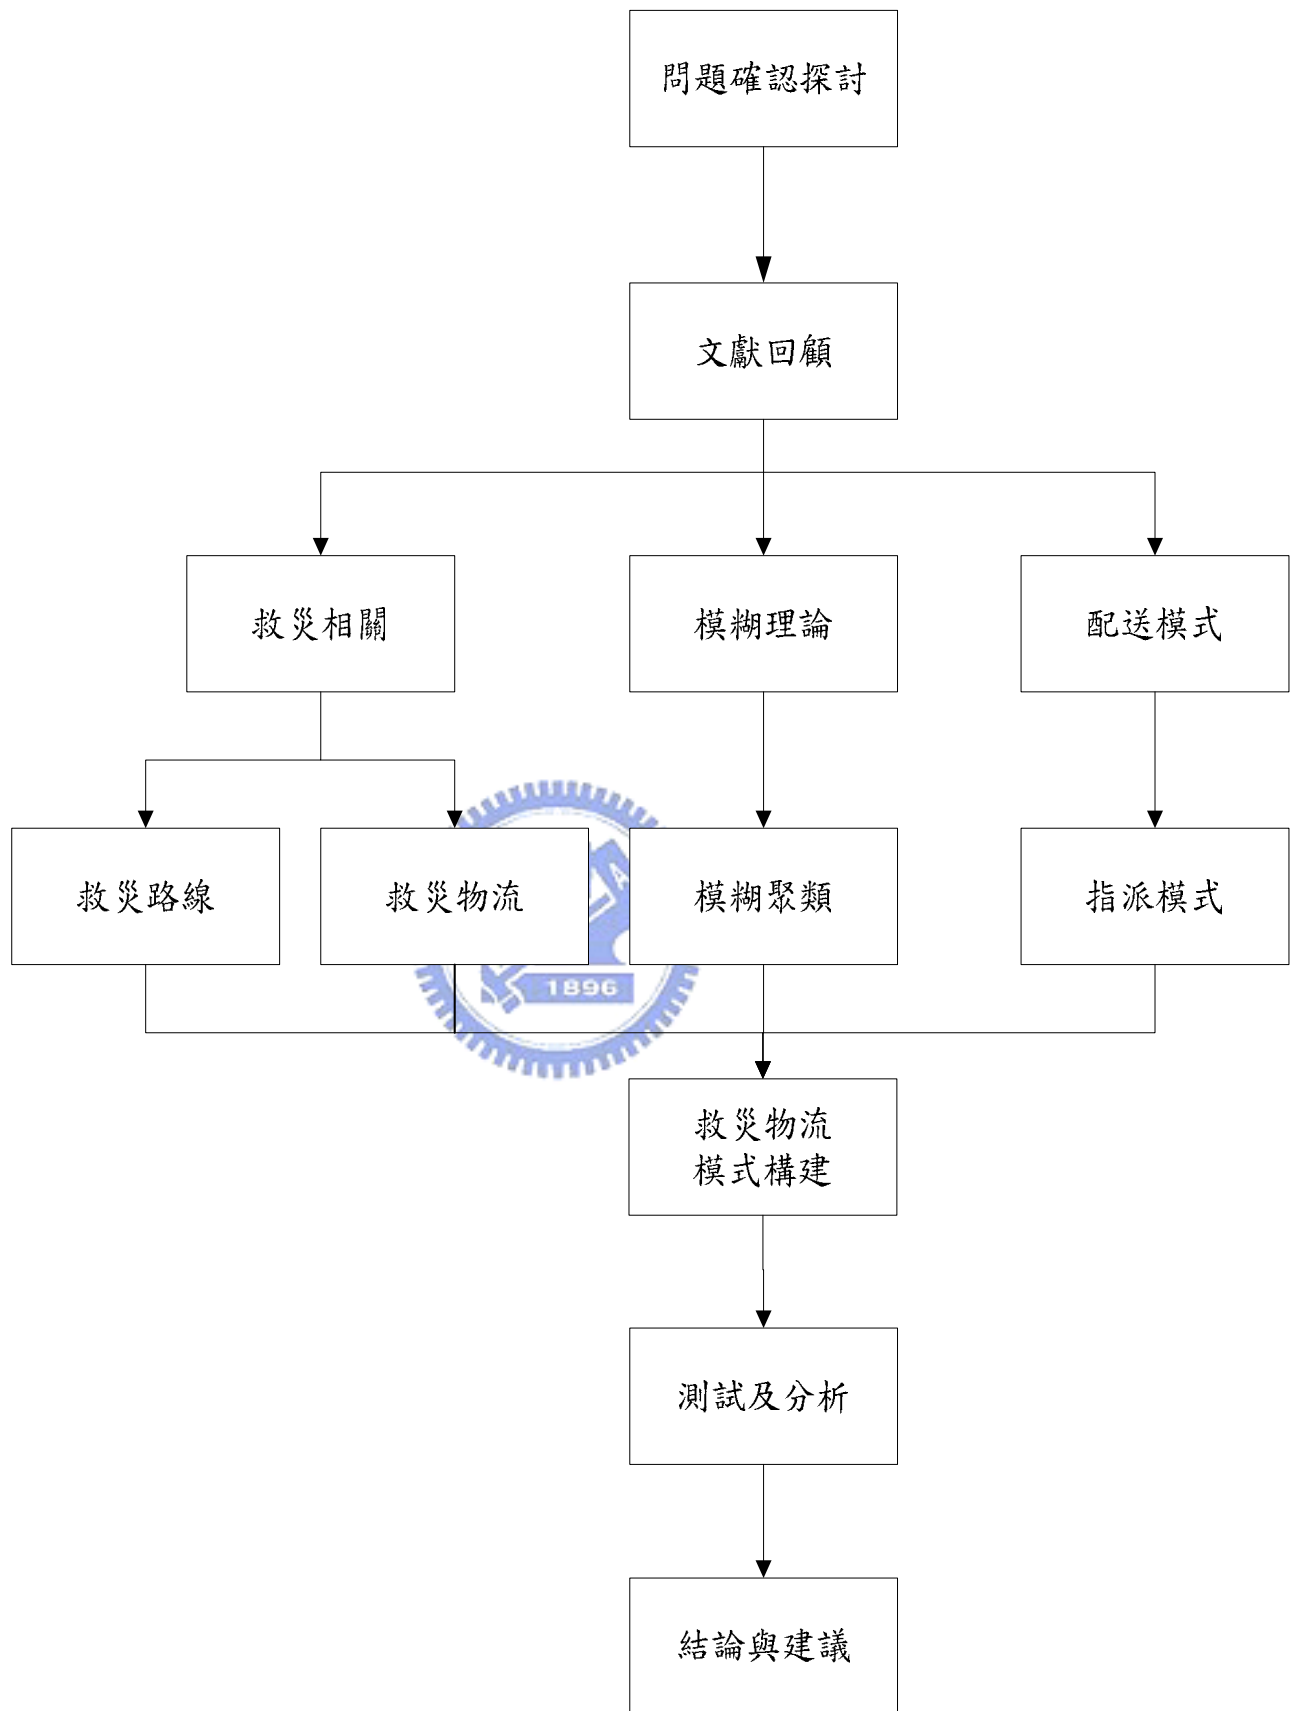 問題確認探討
文獻回顧
救災相關
模糊理論
配送模式
救災路線
救災物流
模糊聚類
指派模式
1896
救災物流
模式構建
測試及分析
結論與建議